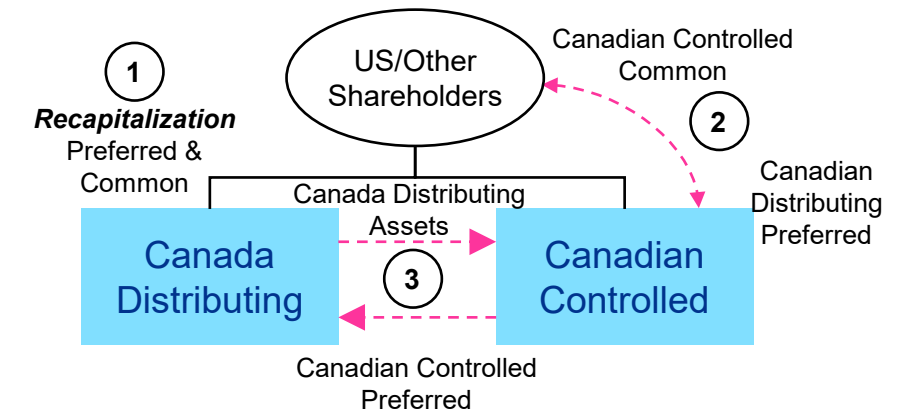 1
Recapitalization
Preferred &
Common
US/Other
Shareholders
Canadian Controlled
Common
2
Canadian
Distributing
Preferred
Canada Distributing
Assets
Canada
Distributing
3
Canadian
Controlled
Canadian Controlled
Preferred